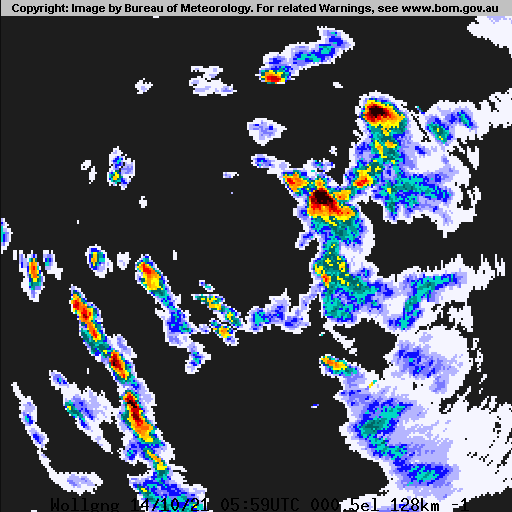 Copyright: Image by Bureau of Meteorology. For related Warnings, see www.bom.gov.au
Wollgng 14/10/21 05:59UTC 000.5el 128km -1